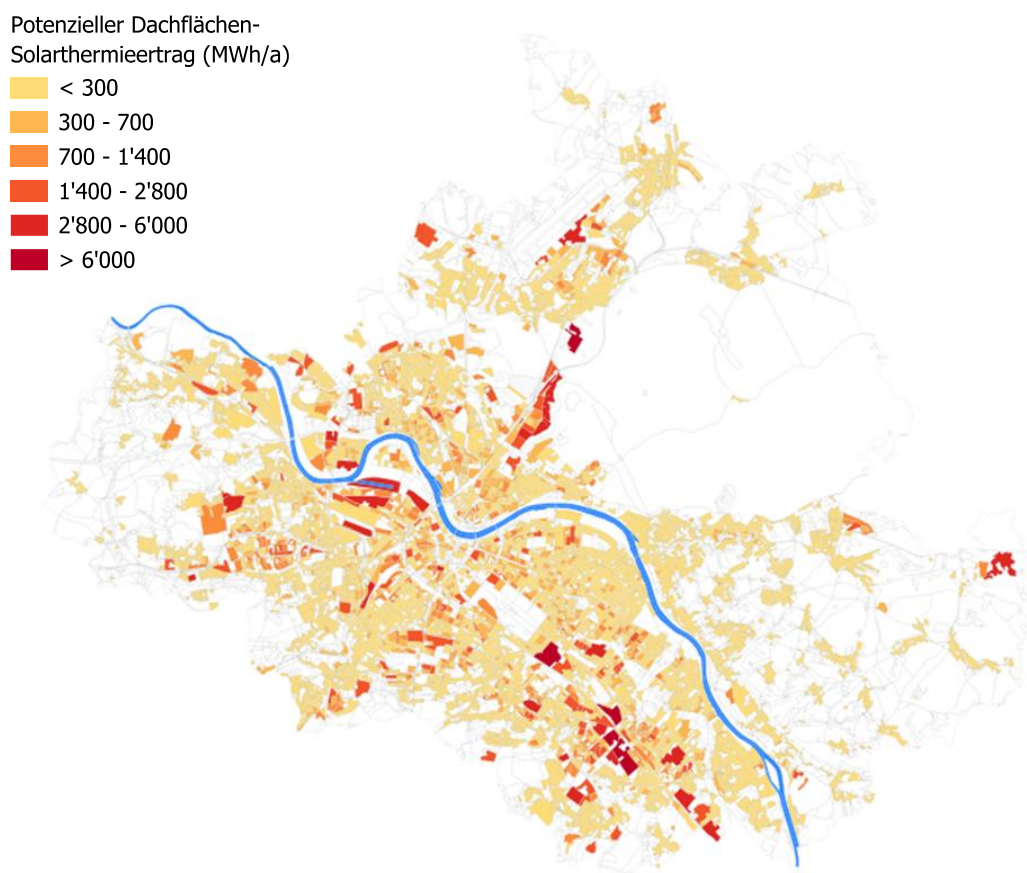 Potenzieller Dachflächen-
Solarthermieertrag (MWh/a)
< 300
300 - 700
700 - 1'400
1'400 - 2'800
2'800 - 6'000
> 6'000